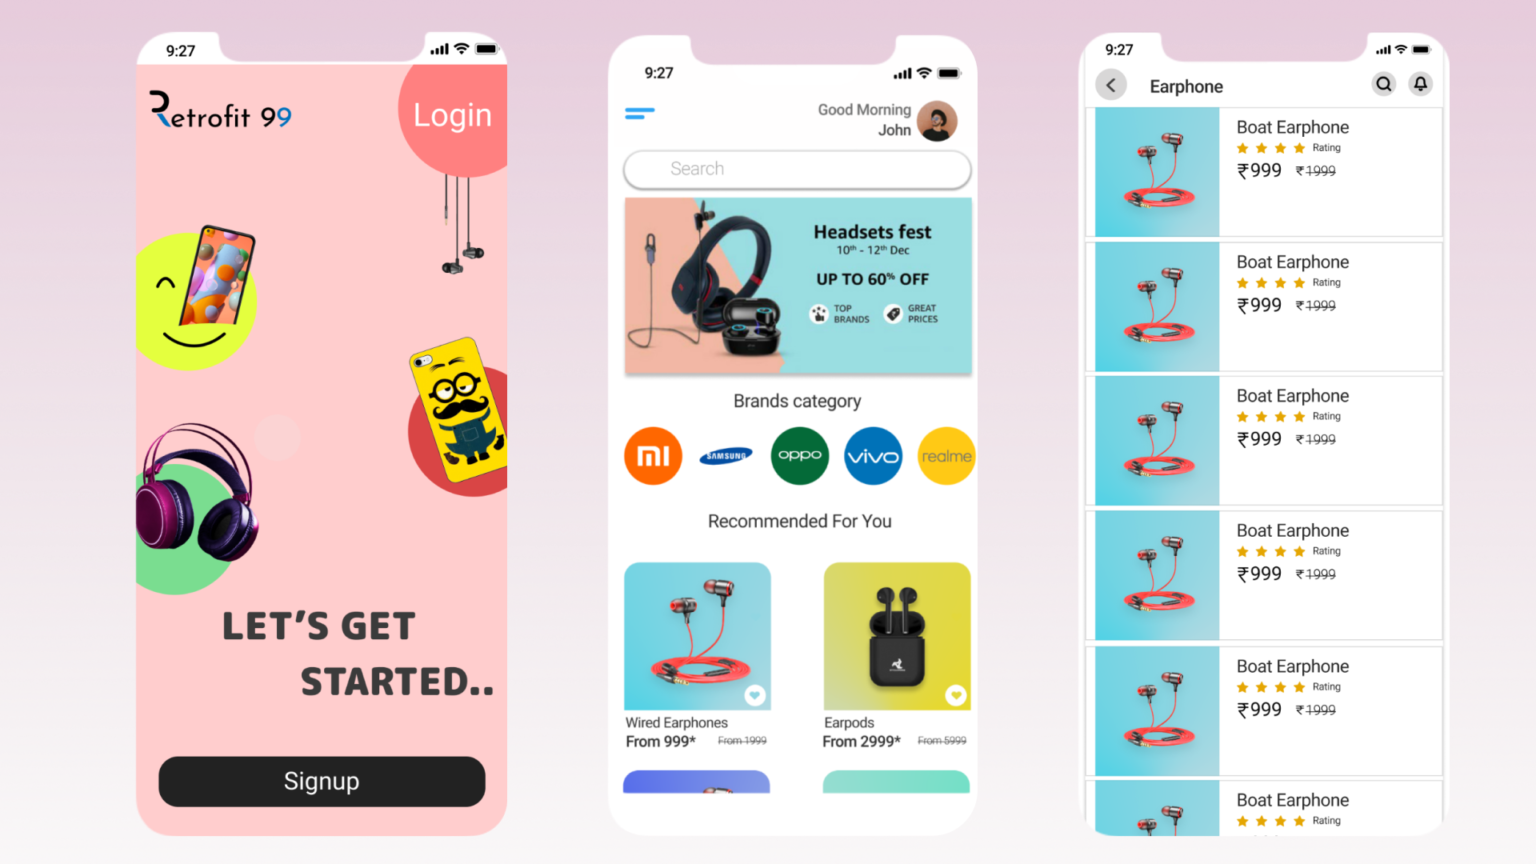 9:27
Retrofit 99
Login
LET'S GET
STARTED..
Signup
9:27
Good Morning
John
Search
Headsets fest
10th - 12th Dec
UP TO 60% OFF
TOP
BRANDS
GREAT
PRICES
Brands category
mi
SAMSUNG
oppo
vivo
realme
Recommended For You
Wired Earphones
From 999* From 1999
Earpods
From 2999* From 5999
9:27
Earphone
Boat Earphone
Rating
₹999 ₹1999
Boat Earphone
Rating
₹999 ₹1999
Boat Earphone
Rating
₹999 ₹1999
Boat Earphone
Rating
₹999 ₹1999
Boat Earphone
Rating
₹999 ₹1999
Boat Earphone
Rating